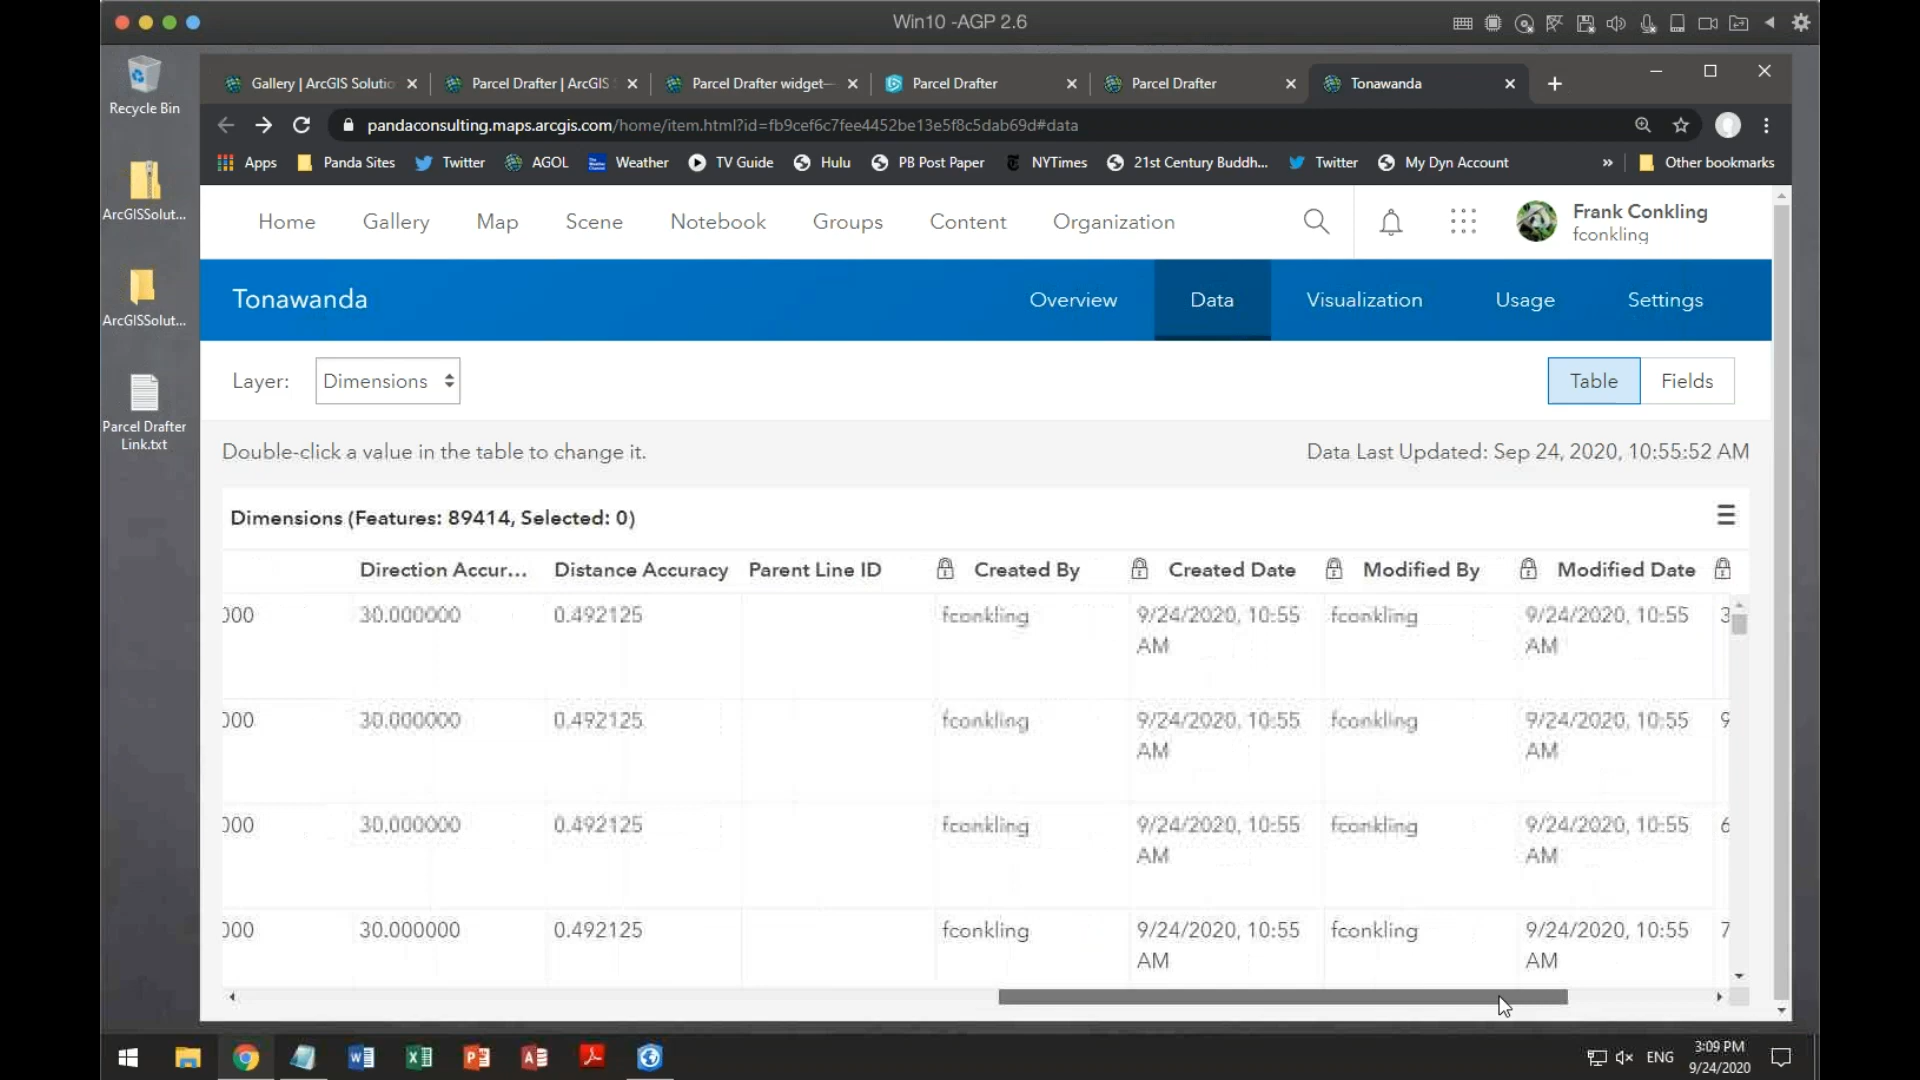 Win10 -AGP 2.6
Recycle Bin
ArcGISSolut...
ArcGISSolut...
Parcel Drafter
Link.txt
Gallery | ArcGIS Solutio
Parcel Drafter | ArcGIS
Parcel Drafter widget—
Parcel Drafter
Parcel Drafter
Tonawanda
pandaconsulting.maps.arcgis.com/home/item.html?id=fb9cef6c7fee4452be13e5f8c5dab69d#data
Apps Panda Sites Twitter AGOL Weather TV Guide Hulu PB Post Paper NYTimes 21st Century Buddh... Twitter My Dyn Account » Other bookmarks
Home Gallery Map Scene Notebook Groups Content Organization
Frank Conkling
fconkling
Tonawanda Overview Data Visualization Usage Settings
Layer: Dimensions Table Fields
Double-click a value in the table to change it. Data Last Updated: Sep 24, 2020, 10:55:52 AM
Dimensions (Features: 89414, Selected: 0)
Direction Accur... Distance Accuracy Parent Line ID Created By Created Date Modified By Modified Date
000 30.000000 0.492125 fconkling 9/24/2020, 10:55 fconkling 9/24/2020, 10:55 3
AM AM
000 30.000000 0.492125 fconkling 9/24/2020, 10:55 fconkling 9/24/2020, 10:55 9
AM AM
000 30.000000 0.492125 fconkling 9/24/2020, 10:55 fconkling 9/24/2020, 10:55 6
AM AM
000 30.000000 0.492125 fconkling 9/24/2020, 10:55 fconkling 9/24/2020, 10:55 7
AM AM
ENG
3:09 PM
9/24/2020